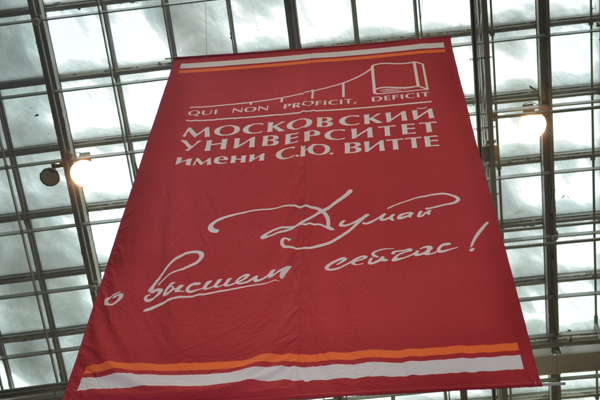 QUI NON PROFICIT, DEFICIT
МОСКОВСКИЙ
УНИВЕРСИТЕТ
имени С.Ю. ВИТТЕ
Думай
о высшем сейчас!